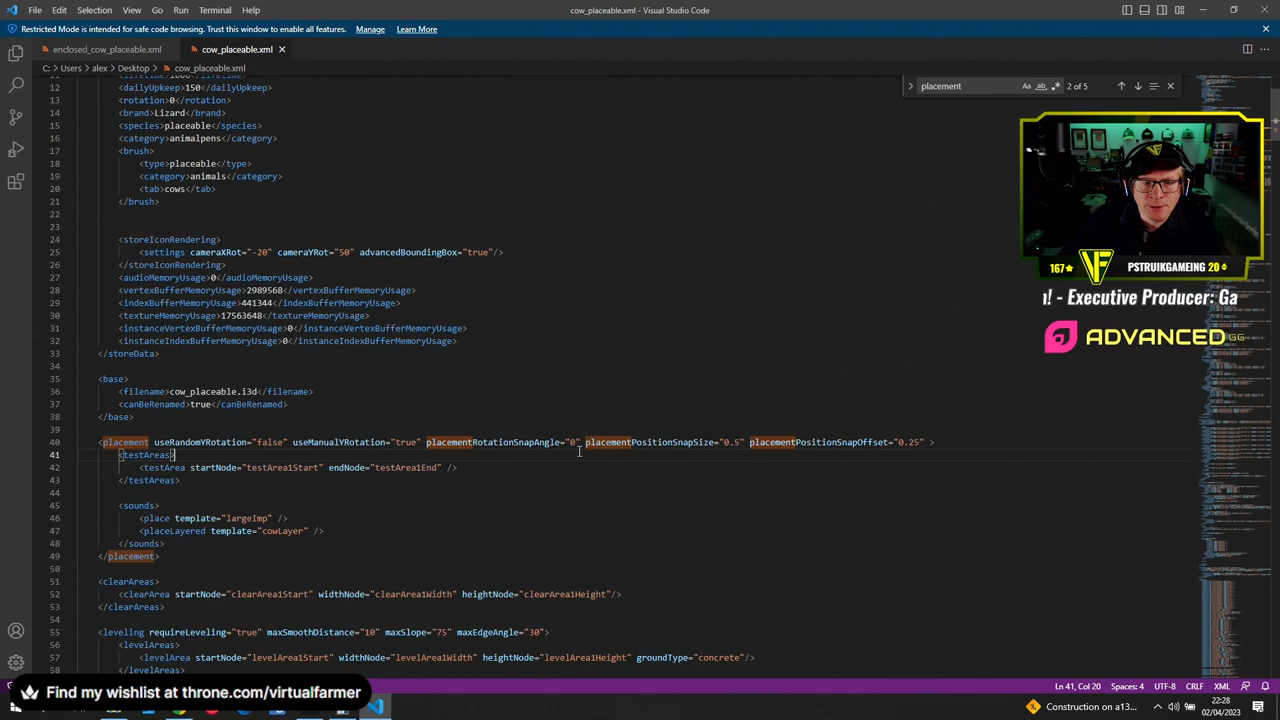 File Edit Selection View Go Run Terminal Help
cow_placeable.xml - Visual Studio Code
Restricted Mode is intended for safe code browsing. Trust this window to enable all features. Manage Learn More
enclosed_cow_placeable.xml cow_placeable.xml
C: > Users > alex > Desktop > cow_placeable.xml
placement Aa ab 2 of 5
11 <lifetime>1000</lifetime>
12 <dailyUpkeep>150</dailyUpkeep>
13 <rotation>0</rotation>
14 <brand>Lizard</brand>
15 <species>placeable</species>
16 <category>animalpens</category>
17 <brush>
18 <type>placeable</type>
19 <category>animals</category>
20 <tab>cows</tab>
21 </brush>
22
23
24 <storeIconRendering>
25 <settings cameraXRot="-20" cameraYRot="50" advancedBoundingBox="true"/>
26 </storeIconRendering>
27 <audioMemoryUsage>0</audioMemoryUsage>
28 <vertexBufferMemoryUsage>2989568</vertexBufferMemoryUsage>
29 <indexBufferMemoryUsage>441344</indexBufferMemoryUsage>
30 <textureMemoryUsage>17563648</textureMemoryUsage>
31 <instanceVertexBufferMemoryUsage>0</instanceVertexBufferMemoryUsage>
32 <instanceIndexBufferMemoryUsage>0</instanceIndexBufferMemoryUsage>
33 </storeData>
34
35 <base>
36 <filename>cow_placeable.i3d</filename>
37 <canBeRenamed>true</canBeRenamed>
38 </base>
39
40 <placement useRandomYRotation="false" useManualYRotation="true" placementRotationSnapAngle="5" placementPositionSnapSize="0.5" placementPositionSnapOffset="0.25" >
41 <testAreas>
42 <testArea startNode="testArea1Start" endNode="testArea1End" />
43 </testAreas>
44
45 <sounds>
46 <place template="largeImp" />
47 <placeLayered template="cowLayer" />
48 </sounds>
49 </placement>
50
51 <clearAreas>
52 <clearArea startNode="clearArea1Start" widthNode="clearArea1Width" heightNode="clearArea1Height"/>
53 </clearAreas>
54
55 <leveling requireLeveling="true" maxSmoothDistance="10" maxSlope="75" maxEdgeAngle="30">
56 <levelAreas>
57 <levelArea startNode="levelArea1Start" widthNode="levelArea1Width" heightNode="levelArea1Height" groundType="concrete"/>
58 </levelAreas>
167 VF PSTRUIKGAMEING 20
n! - Executive Producer: Ga
ADVANCED GG
Ln 41, Col 20 Spaces: 4 UTF-8 CRLF XML
Find my wishlist at throne.com/virtualfarmer
Construction on a13...
22:28
02/04/2023